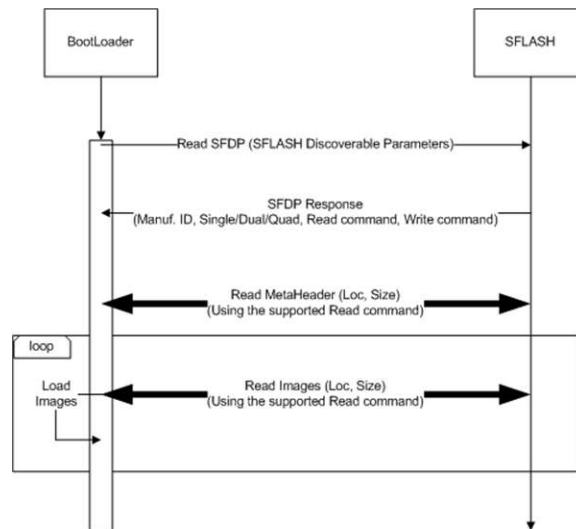 BootLoader
SFLASH
Read SFDP (SFLASH Discoverable Parameters)
SFDP Response
(Manuf. ID, Single/Dual/Quad, Read command, Write command)
Read MetaHeader (Loc, Size)
(Using the supported Read command)
loop
Load
Images
Read Images (Loc, Size)
(Using the supported Read command)